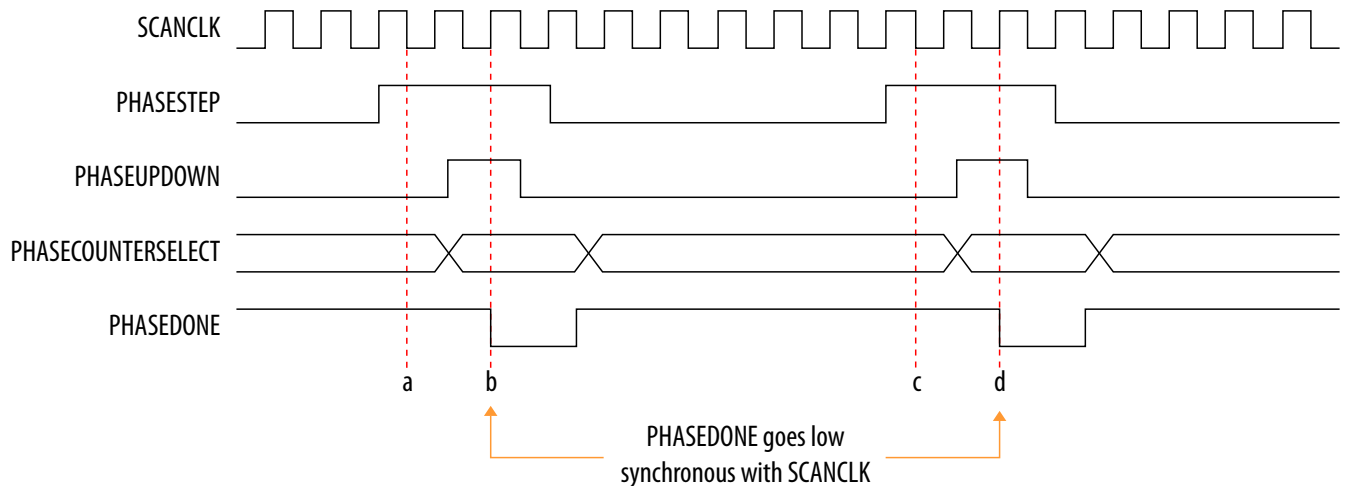 SCANCLK
PHASESTEP
PHASEUPDOWN
PHASECOUNTERSELECT
PHASEDONE
a b c d
PHASEDONE goes low
synchronous with SCANCLK